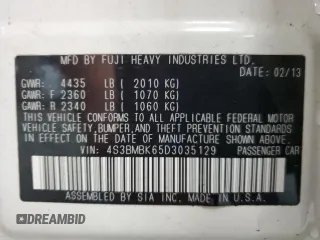 MFD BY FUJI HEAVY INDUSTRIES LTD.
DATE: 02/13
GVWR: 4435 LB ( 2010 KG)
GAWR: F 2360 LB ( 1070 KG)
GAWR: R 2340 LB ( 1060 KG)
THIS VEHICLE CONFORMS TO ALL APPLICABLE FEDERAL MOTOR VEHICLE
SAFETY, BUMPER, AND THEFT PREVENTION
STANDARDS IN EFFECT ON THE DATE OF MANUFACTURE
VIN: 4S3BMBK65D3035129 PASSENGER CAR
ASSEMBLED BY SIA INC. MADE IN U.S.A.
DREAMBID